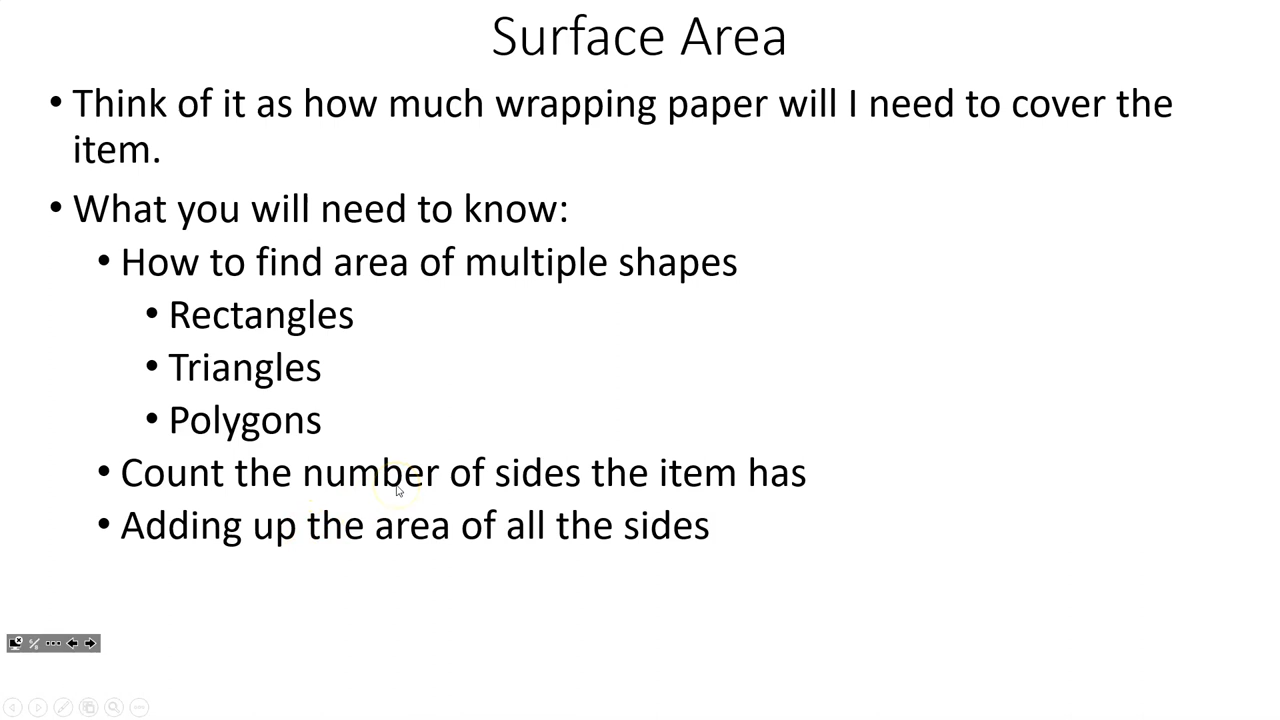 Surface Area
• Think of it as how much wrapping paper will I need to cover the
item.
• What you will need to know:
• How to find area of multiple shapes
• Rectangles
• Triangles
• Polygons
• Count the number of sides the item has
• Adding up the area of all the sides